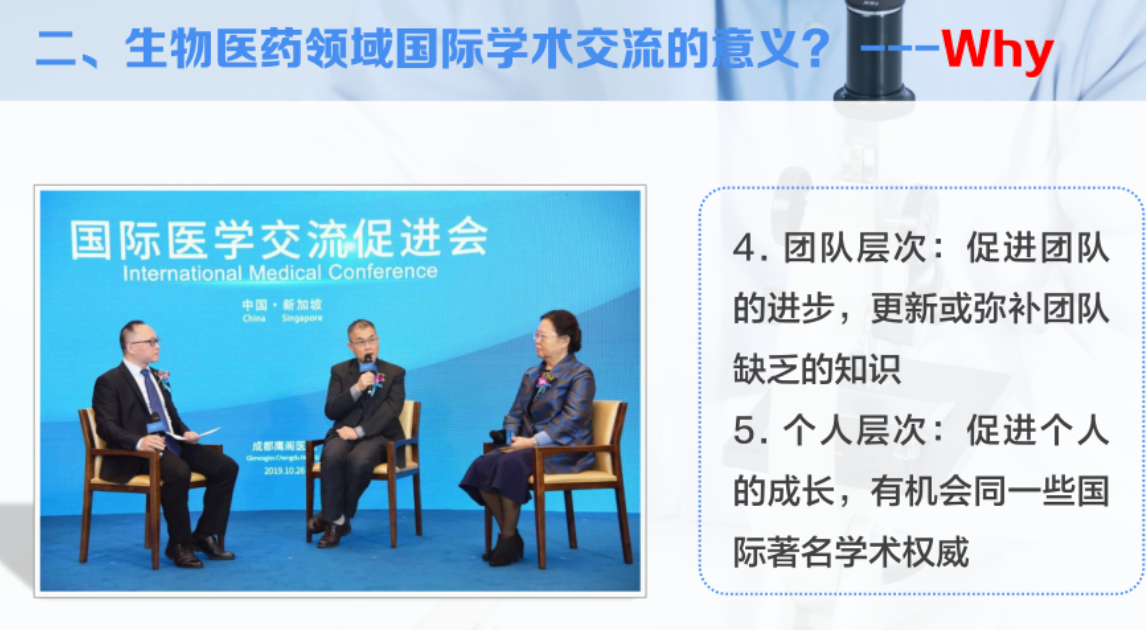 二、生物医药领域国际学术交流的意义？ ---Why
国际医学交流促进会
International Medical Conference
中国·新加坡
China Singapore
成都鹰阁医
Gleneagles Chengdu
2019.10.26
4. 团队层次：促进团队
的进步，更新或弥补团队
缺乏的知识
5. 个人层次：促进个人
的成长，有机会同一些国
际著名学术权威